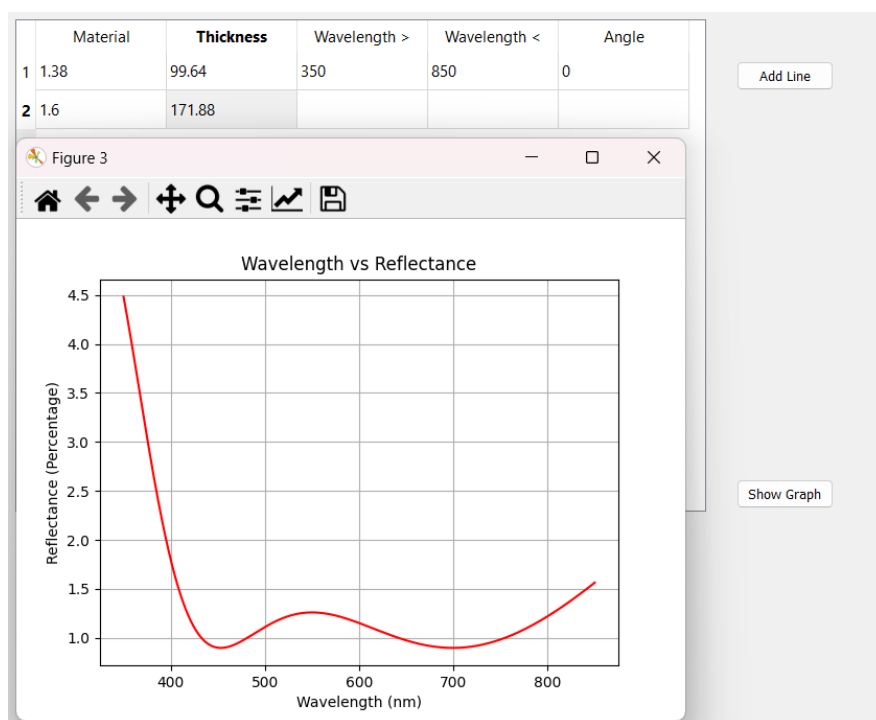 Material Thickness Wavelength > Wavelength < Angle
1 1.38 99.64 350 850 0
Add Line
2 1.6 171.88
Figure 3
Wavelength vs Reflectance
4.5
4.0
3.5
3.0
2.5
2.0
1.5
1.0
Reflectance (Percentage)
400 500 600 700 800
Wavelength (nm)
Show Graph